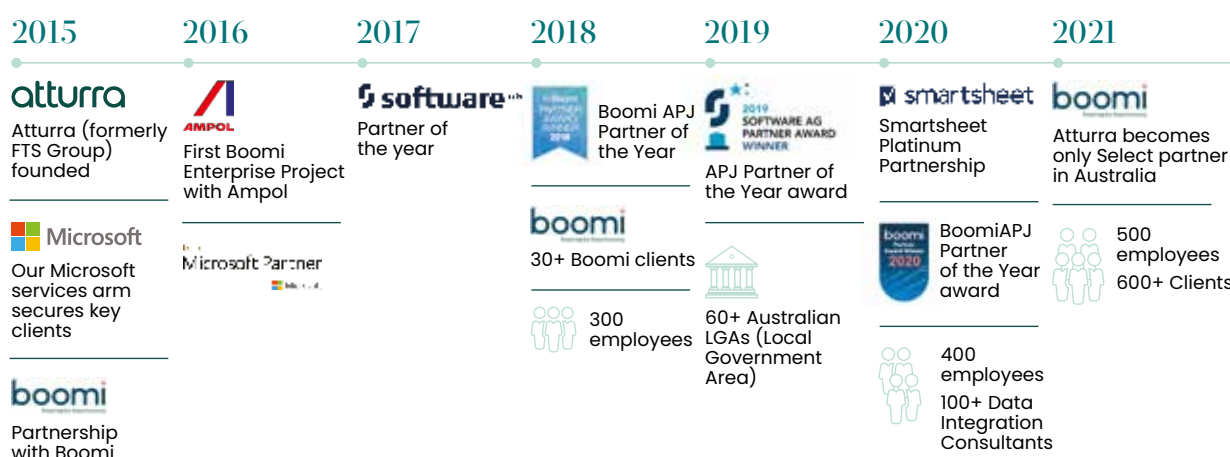 2015
2016
2017
2018
2019
2020
2021
atturra
Atturra (formerly
FTS Group)
founded
Microsoft
Our Microsoft
services arm
secures key
clients
boomi
Partnership
with Boomi
AMPOL
First Boomi
Enterprise Project
with Ampol
Microsoft Partner
software
Partner of
the year
Boomi APJ
Partner of
the Year
boomi
30+ Boomi clients
300
employees
2019
SOFTWARE AG
PARTNER AWARD
WINNER
APJ Partner of
the Year award
60+ Australian
LGAs (Local
Government
Area)
smartsheet
Smartsheet
Platinum
Partnership
boomi
2020
BoomiAPJ
Partner
of the Year
award
400
employees
100+ Data
Integration
Consultants
boomi
Atturra becomes
only Select partner
in Australia
500
employees
600+ Clients